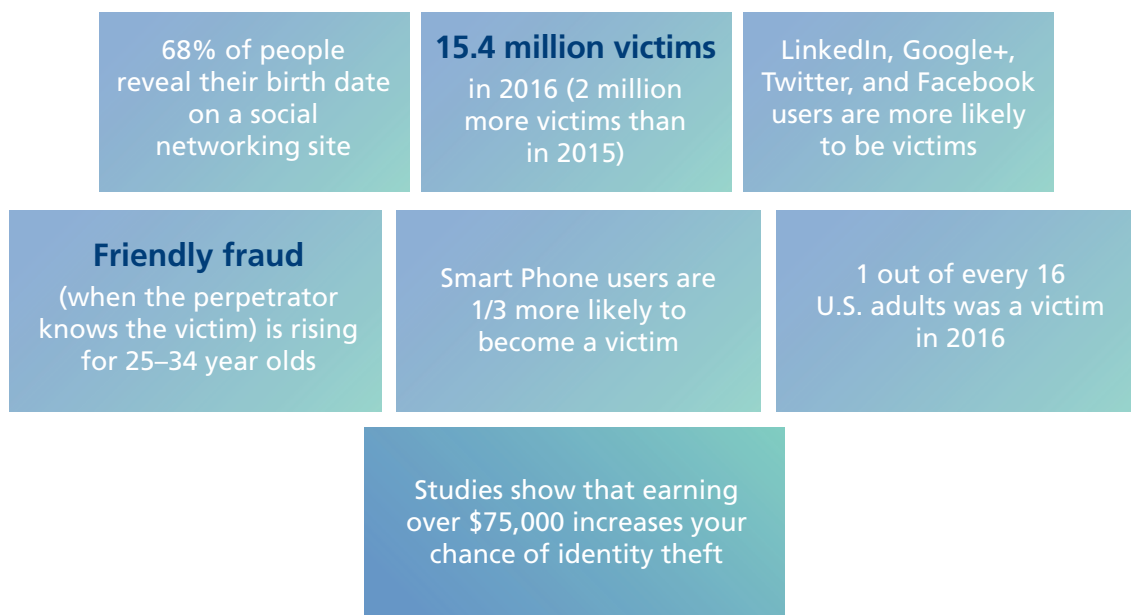 68% of people
reveal their birth date
on a social
networking site
15.4 million victims
in 2016 (2 million
more victims than
in 2015)
LinkedIn, Google+,
Twitter, and Facebook
users are more likely
to be victims
Friendly fraud
(when the perpetrator
knows the victim) is rising
for 25–34 year olds
Smart Phone users are
1/3 more likely to
become a victim
1 out of every 16
U.S. adults was a victim
in 2016
Studies show that earning
over $75,000 increases your
chance of identity theft